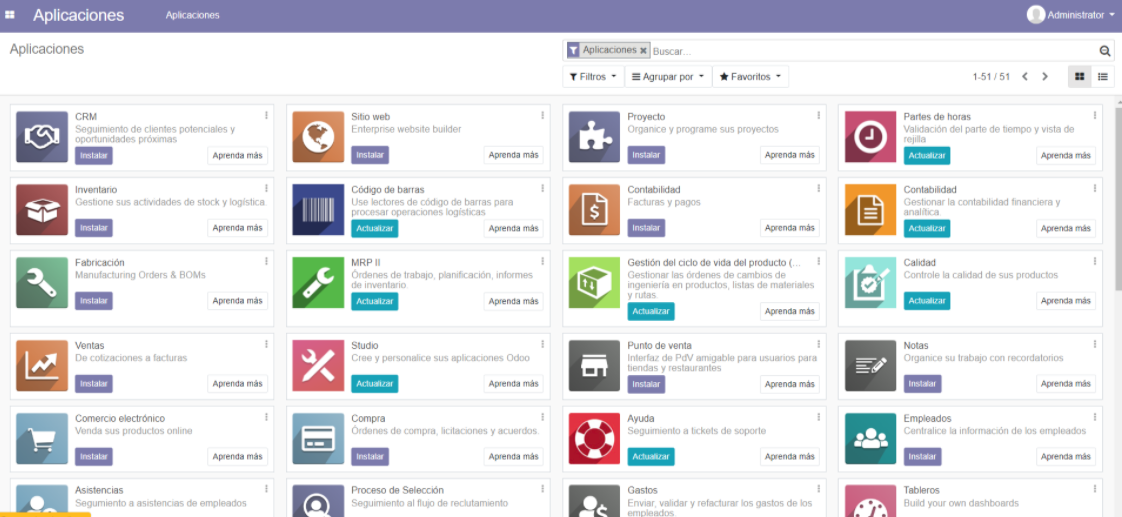 Aplicaciones
Aplicaciones
Administrator
Aplicaciones
Aplicaciones
Buscar...
Filtros
Agrupar por
Favoritos
1-51 / 51
CRM
Seguimiento de clientes potenciales y
oportunidades próximas
Instalar
Aprenda más
Sitio web
Enterprise website builder
Instalar
Aprenda más
Proyecto
Organice y programe sus proyectos
Instalar
Aprenda más
Partes de horas
Validación del parte de tiempo y vista de
rejilla
Actualizar
Aprenda más
Inventario
Gestione sus actividades de stock y logística.
Instalar
Aprenda más
Código de barras
Use lectores de código de barras para
procesar operaciones logísticas
Actualizar
Aprenda más
Contabilidad
Facturas y pagos
Instalar
Aprenda más
Contabilidad
Gestionar la contabilidad financiera y
analítica
Actualizar
Aprenda más
Fabricación
Manufacturing Orders & BOMs
Instalar
Aprenda más
MRP II
Órdenes de trabajo, planificación, informes
de inventario.
Actualizar
Aprenda más
Gestión del ciclo de vida del producto (...
Gestionar las órdenes de cambios de
ingeniería en productos, listas de materiales
y rutas.
Actualizar
Aprenda más
Calidad
Controle la calidad de sus productos
Actualizar
Aprenda más
Ventas
De cotizaciones a facturas
Instalar
Aprenda más
Studio
Cree y personalice sus aplicaciones Odoo
Actualizar
Aprenda más
Punto de venta
Interfaz de PdV amigable para usuarios para
tiendas y restaurantes
Instalar
Aprenda más
Notas
Organice su trabajo con recordatorios
Instalar
Aprenda más
Comercio electrónico
Venda sus productos online
Instalar
Aprenda más
Compra
Órdenes de compra, licitaciones y acuerdos.
Instalar
Aprenda más
Ayuda
Seguimiento a tickets de soporte
Actualizar
Aprenda más
Empleados
Centralice la información de los empleados
Instalar
Aprenda más
Asistencias
Seguimiento a asistencias de empleados
Proceso de Selección
Seguimiento al flujo de reclutamiento
Gastos
Enviar, validar y refacturar los gastos de los
empleados
Tableros
Build your own dashboards